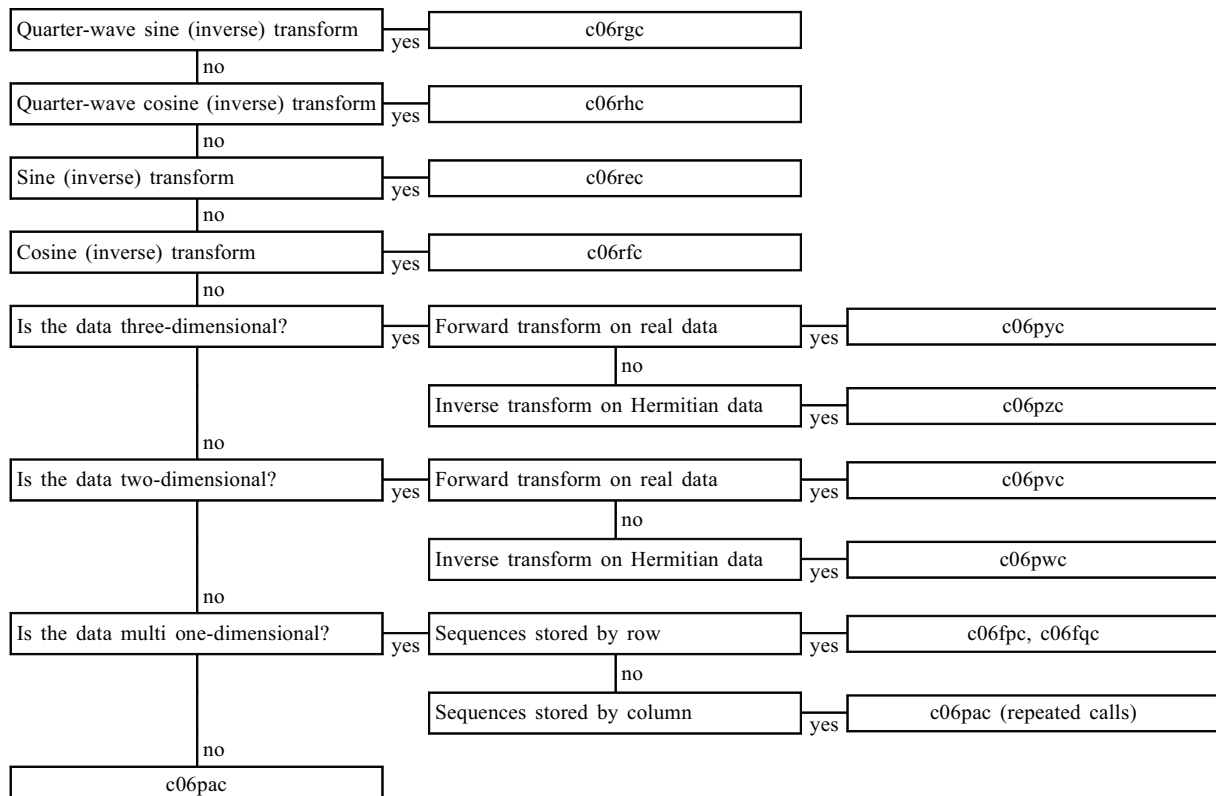 Quarter-wave sine (inverse) transform
yes
c06rgc
no
Quarter-wave cosine (inverse) transform
yes
c06rhc
no
Sine (inverse) transform
yes
c06rec
no
Cosine (inverse) transform
yes
c06rfc
no
Is the data three-dimensional?
yes
Forward transform on real data
yes
c06pyc
no
Inverse transform on Hermitian data
yes
c06pzc
no
Is the data two-dimensional?
yes
Forward transform on real data
yes
c06pvc
no
Inverse transform on Hermitian data
yes
c06pwc
no
Is the data multi one-dimensional?
yes
Sequences stored by row
yes
c06fpc, c06fqc
no
Sequences stored by column
yes
c06pac (repeated calls)
no
c06pac